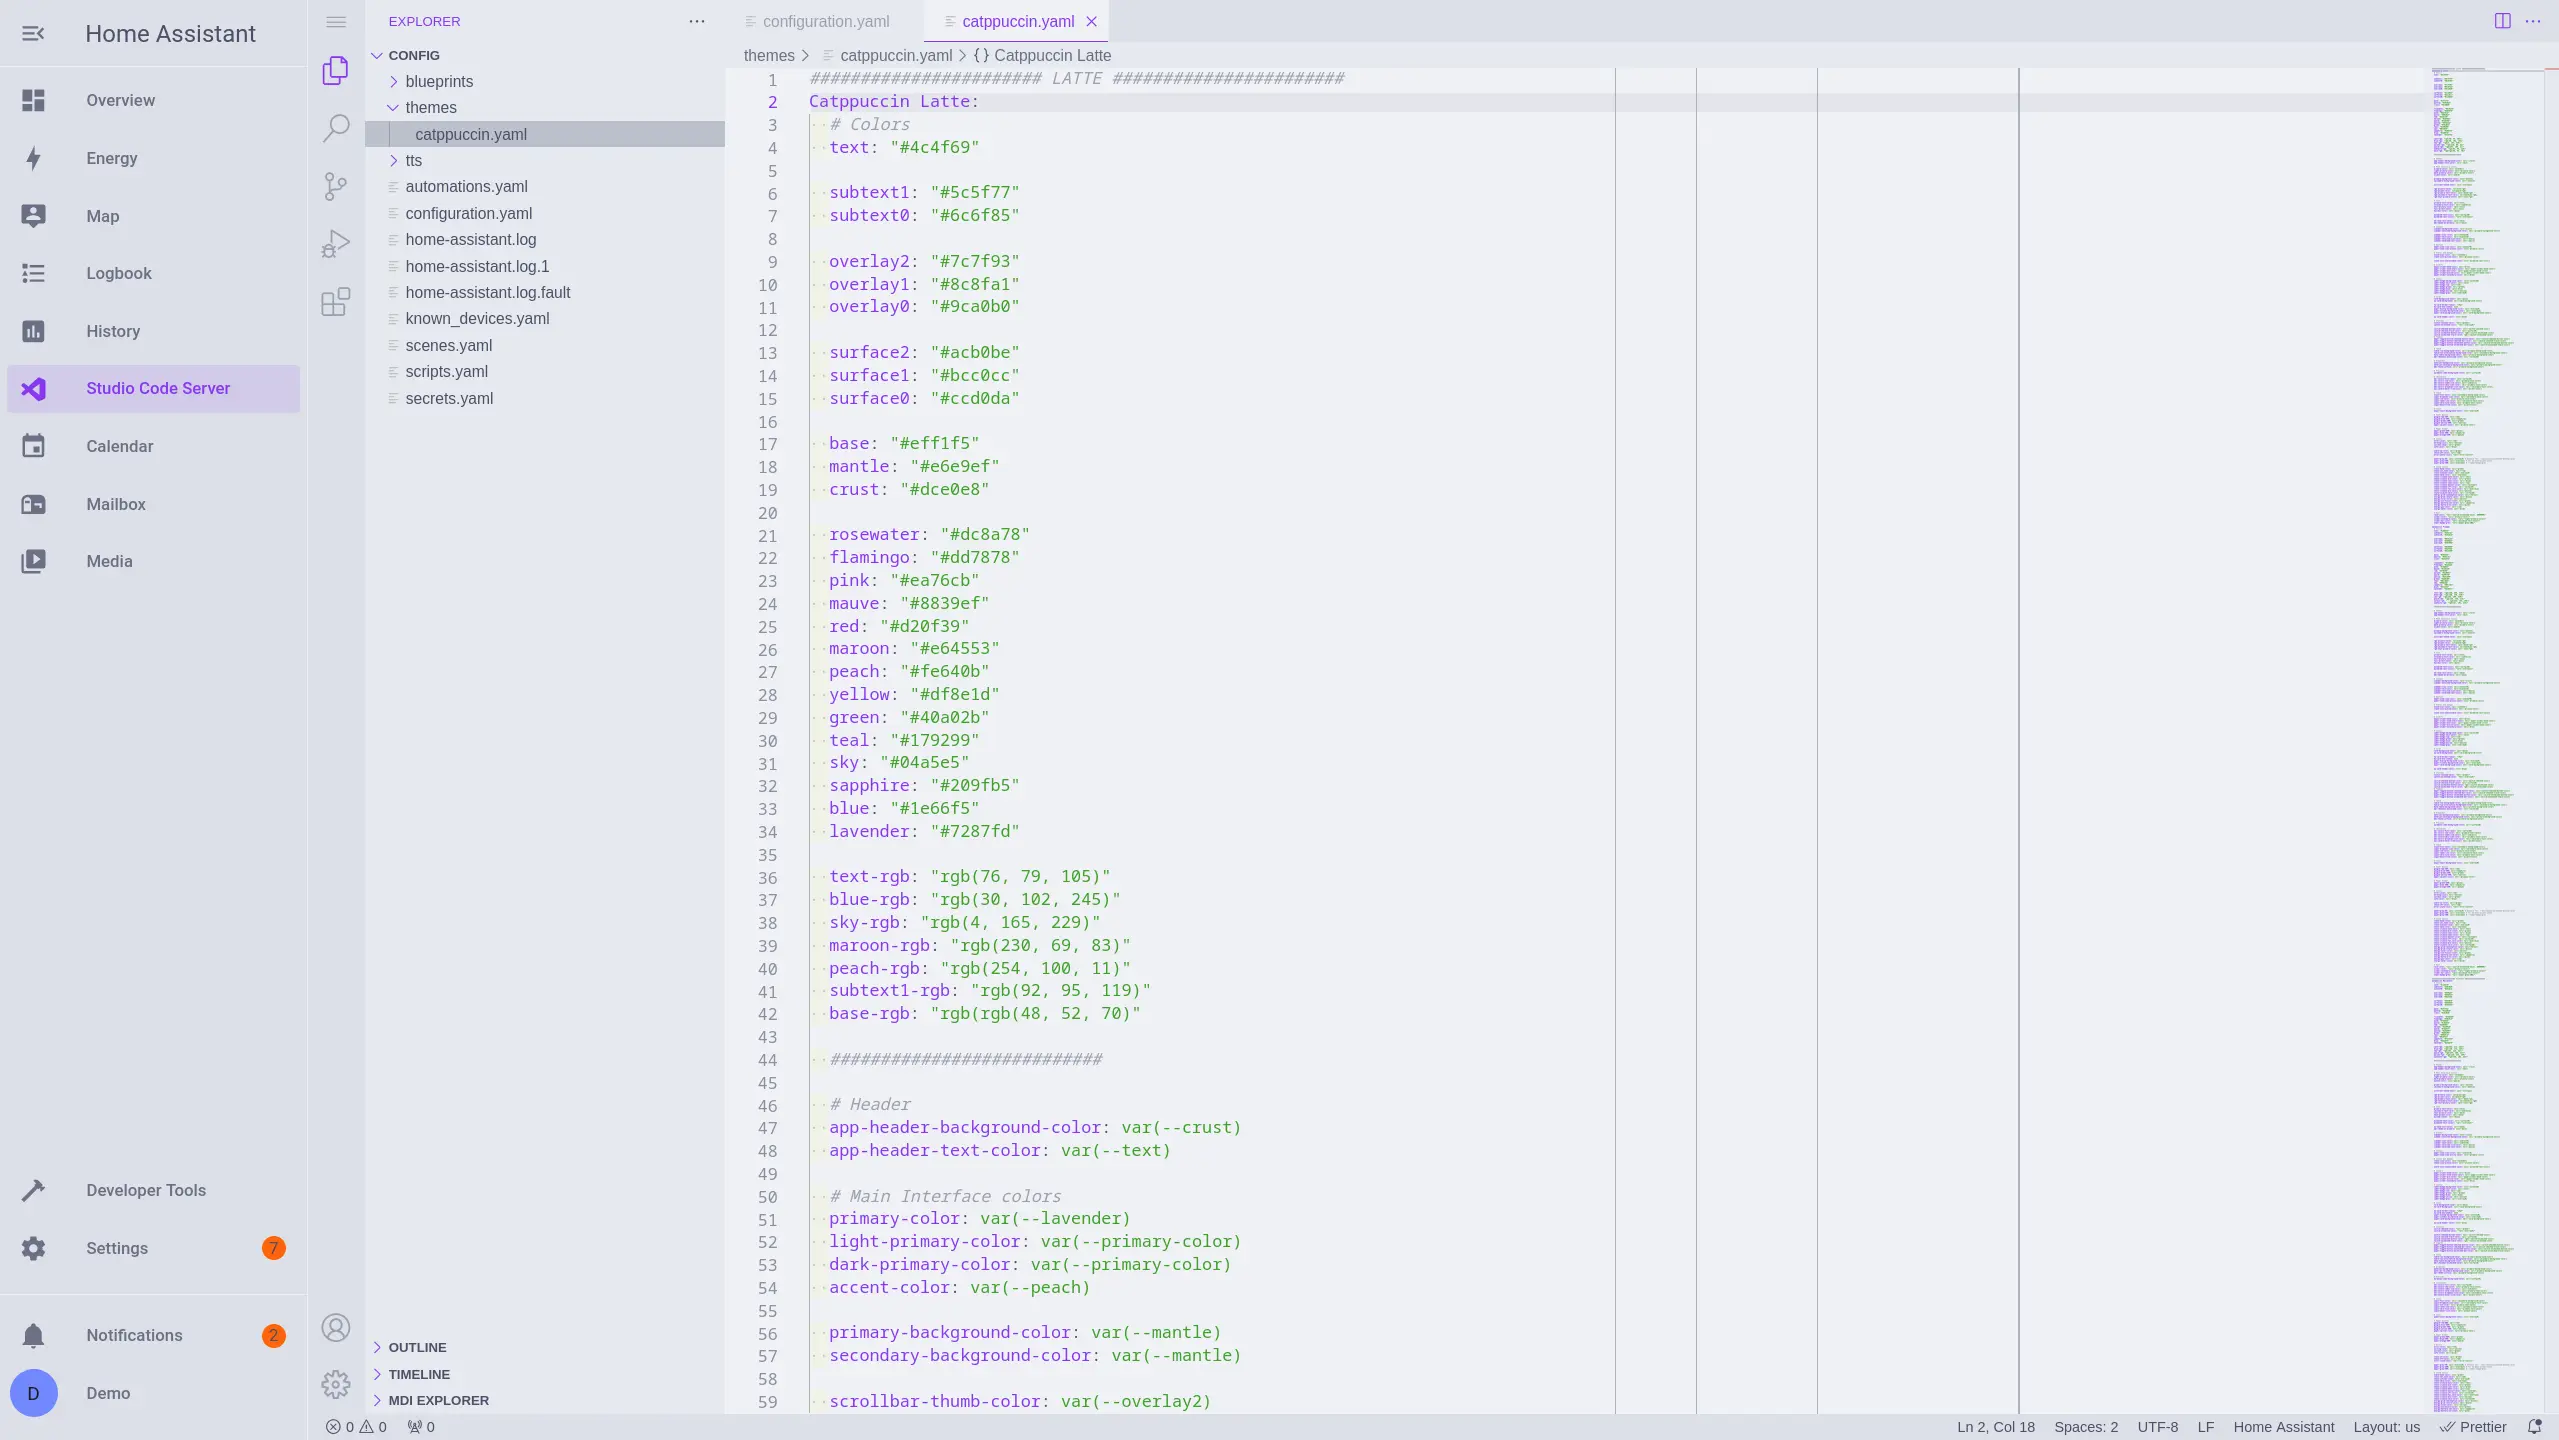 Home Assistant
Overview
Energy
Map
Logbook
History
Studio Code Server
Calendar
Mailbox
Media
Developer Tools
Settings 7
Notifications 2
D Demo
EXPLORER
CONFIG
blueprints
themes
catppuccin.yaml
tts
automations.yaml
configuration.yaml
home-assistant.log
home-assistant.log.1
home-assistant.log.fault
known_devices.yaml
scenes.yaml
scripts.yaml
secrets.yaml
OUTLINE
TIMELINE
MDI EXPLORER
configuration.yaml catppuccin.yaml
themes > catppuccin.yaml > {} Catppuccin Latte
1 ####################### LATTE #######################
2 Catppuccin Latte:
3 # Colors
4 text: "#4c4f69"
5
6 subtext1: "#5c5f77"
7 subtext0: "#6c6f85"
8
9 overlay2: "#7c7f93"
10 overlay1: "#8c8fa1"
11 overlay0: "#9ca0b0"
12
13 surface2: "#acb0be"
14 surface1: "#bcc0cc"
15 surface0: "#ccd0da"
16
17 base: "#eff1f5"
18 mantle: "#e6e9ef"
19 crust: "#dce0e8"
20
21 rosewater: "#dc8a78"
22 flamingo: "#dd7878"
23 pink: "#ea76cb"
24 mauve: "#8839ef"
25 red: "#d20f39"
26 maroon: "#e64553"
27 peach: "#fe640b"
28 yellow: "#df8e1d"
29 green: "#40a02b"
30 teal: "#179299"
31 sky: "#04a5e5"
32 sapphire: "#209fb5"
33 blue: "#1e66f5"
34 lavender: "#7287fd"
35
36 text-rgb: "rgb(76, 79, 105)"
37 blue-rgb: "rgb(30, 102, 245)"
38 sky-rgb: "rgb(4, 165, 229)"
39 maroon-rgb: "rgb(230, 69, 83)"
40 peach-rgb: "rgb(254, 100, 11)"
41 subtext1-rgb: "rgb(92, 95, 119)"
42 base-rgb: "rgb(rgb(48, 52, 70)"
43
44 ###########################
45
46 # Header
47 app-header-background-color: var(--crust)
48 app-header-text-color: var(--text)
49
50 # Main Interface colors
51 primary-color: var(--lavender)
52 light-primary-color: var(--primary-color)
53 dark-primary-color: var(--primary-color)
54 accent-color: var(--peach)
55
56 primary-background-color: var(--mantle)
57 secondary-background-color: var(--mantle)
58
59 scrollbar-thumb-color: var(--overlay2)
0 0 0 Ln 2, Col 18 Spaces: 2 UTF-8 LF Home Assistant Layout: us Prettier